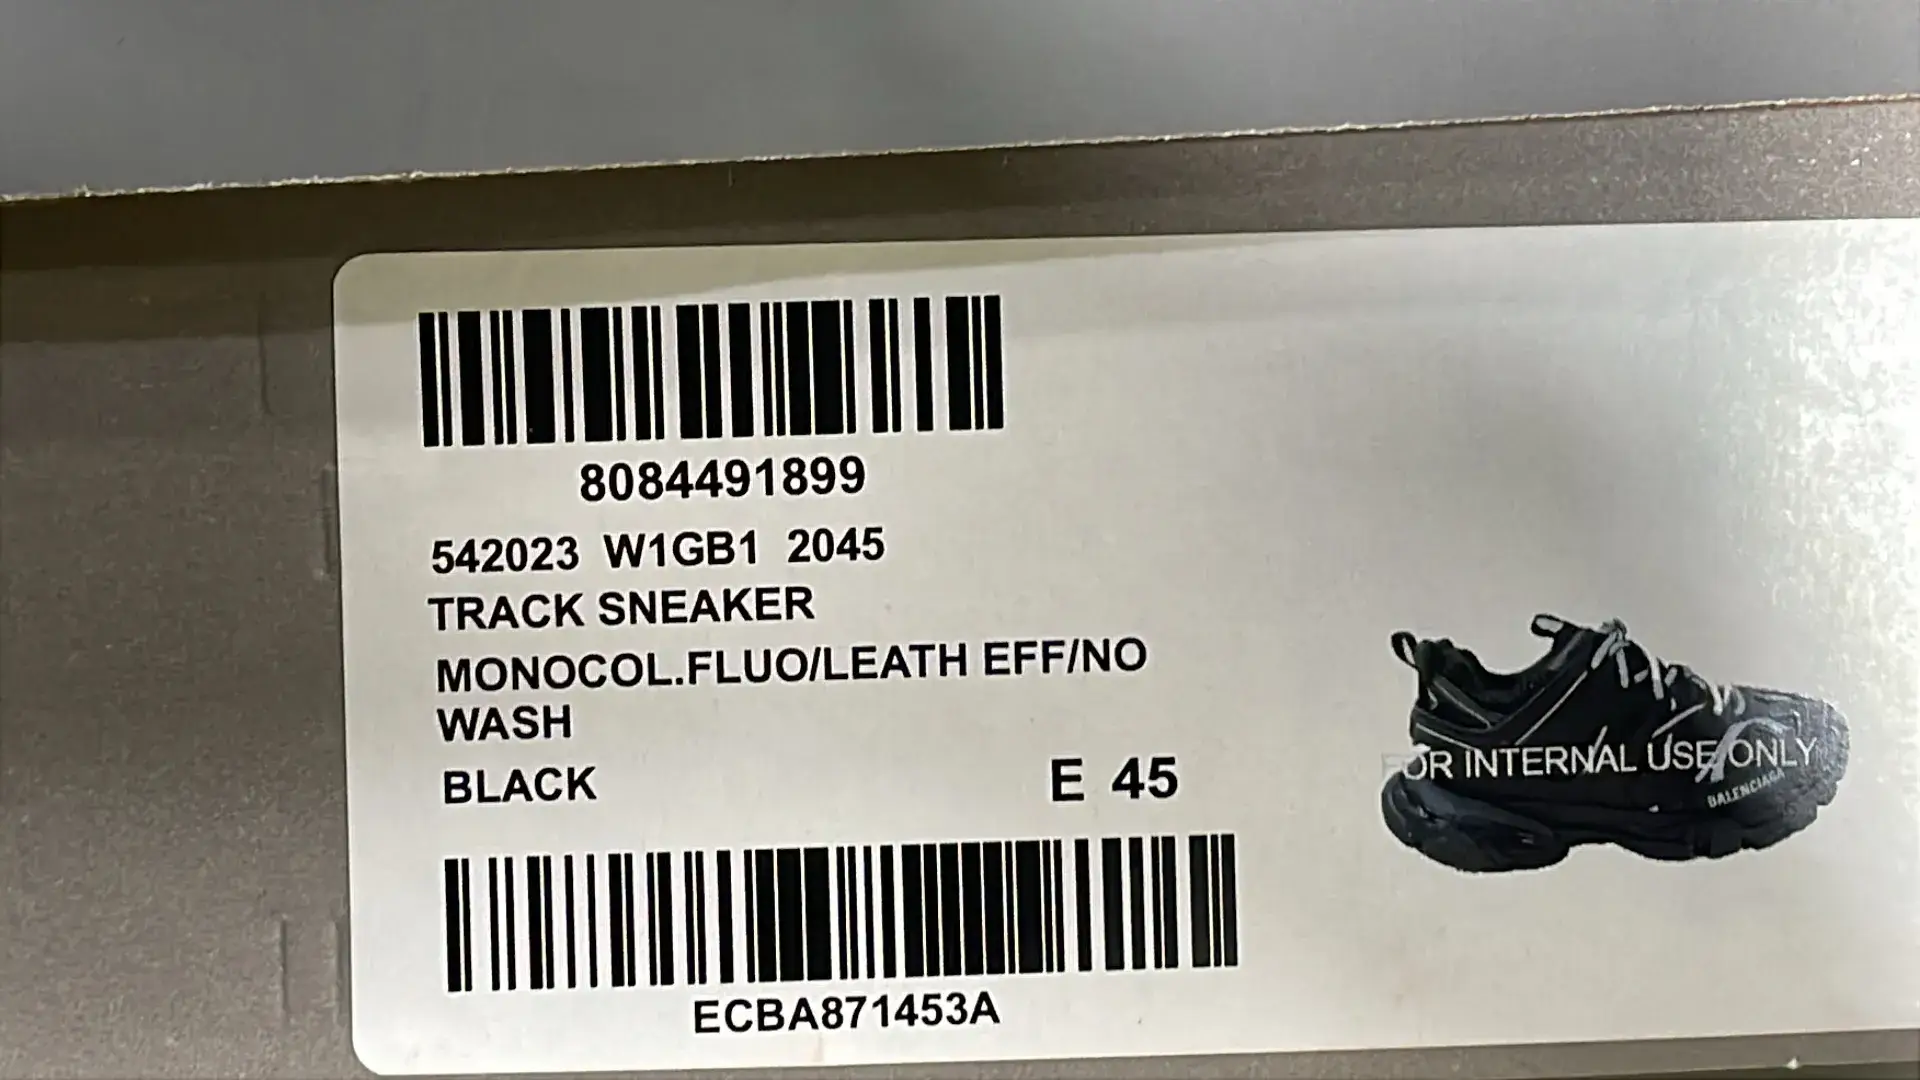 8084491899
542023 W1GB1 2045
TRACK SNEAKER
MONOCOL.FLUO/LEATH EFF/NO
WASH
BLACK E 45
FOR INTERNAL USE ONLY
BALENCIAGA
ECBA871453A